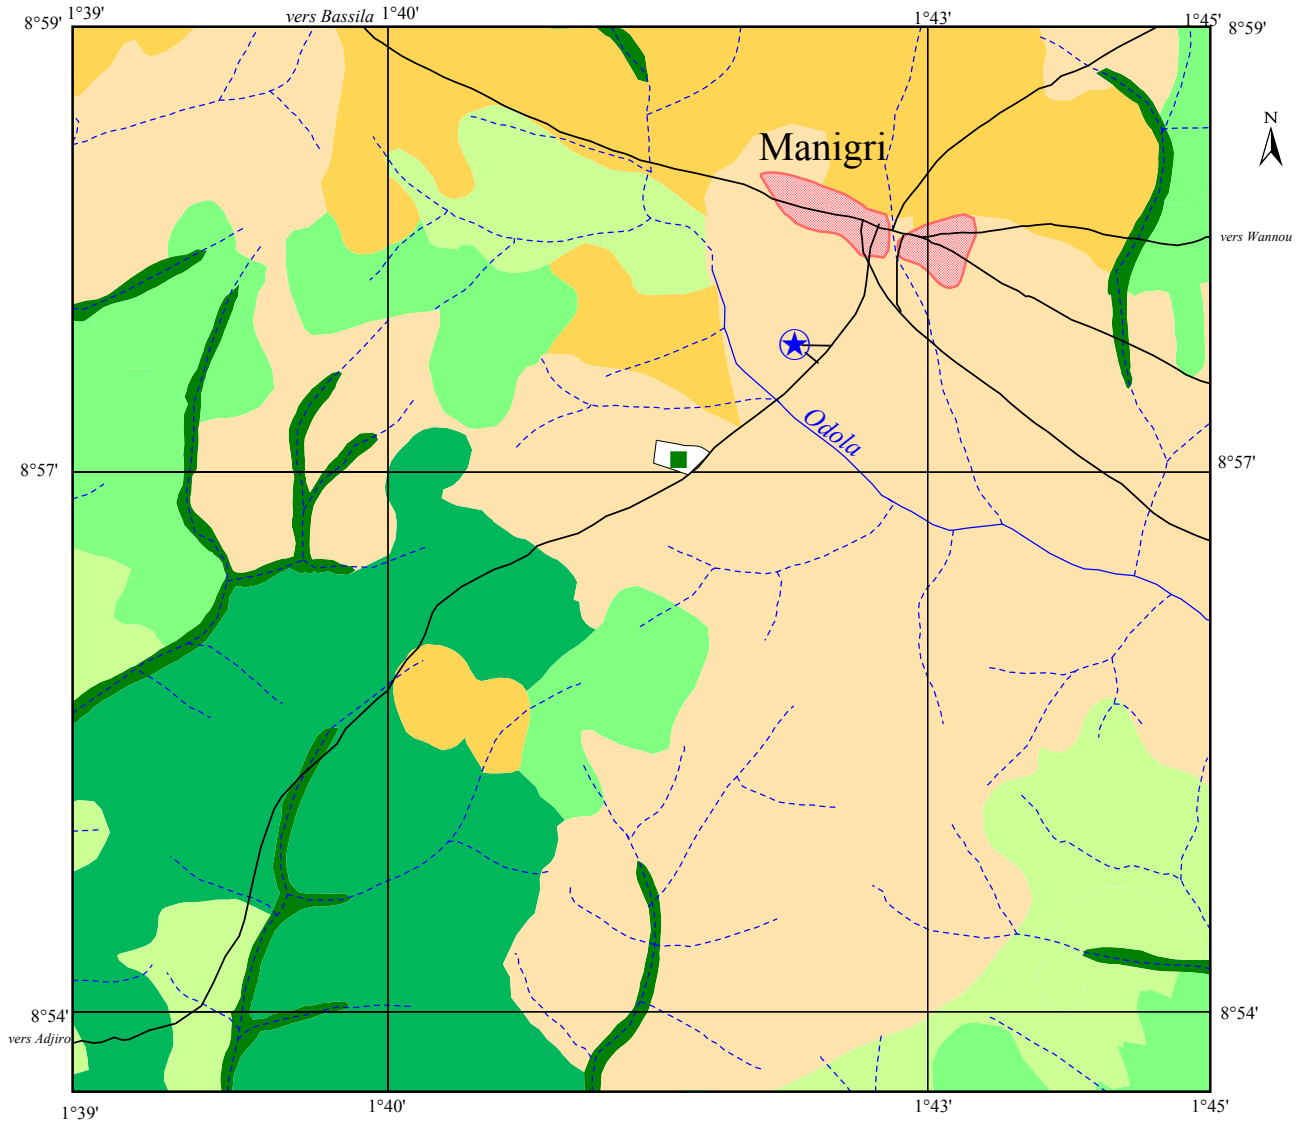 1°39' vers Bassila 1°40' 1°43' 1°45'
8°59' 8°59'
N
Manigri
vers Wannou
Odola
8°57' 8°57'
8°54' 8°54'
vers Adjiro
1°39' 1°40' 1°43' 1°45'